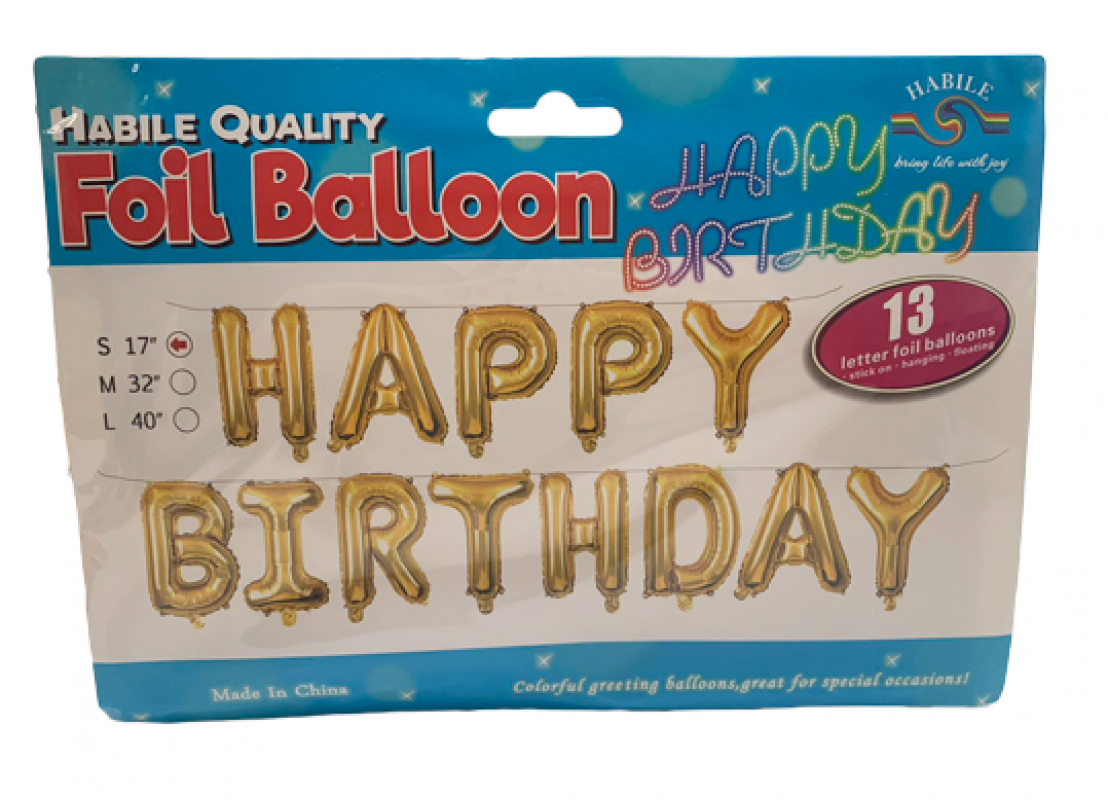 HABILE QUALITY
Foil Balloon
HAPPY
BIRTHDAY
HABILE
bring life with joy
S 17"
M 32"
L 40"
HAPPY
13
letter foil balloons
- stick on - hanging - floating
BIRTHDAY
Made In China
Colorful greeting balloons,great for special occasions!